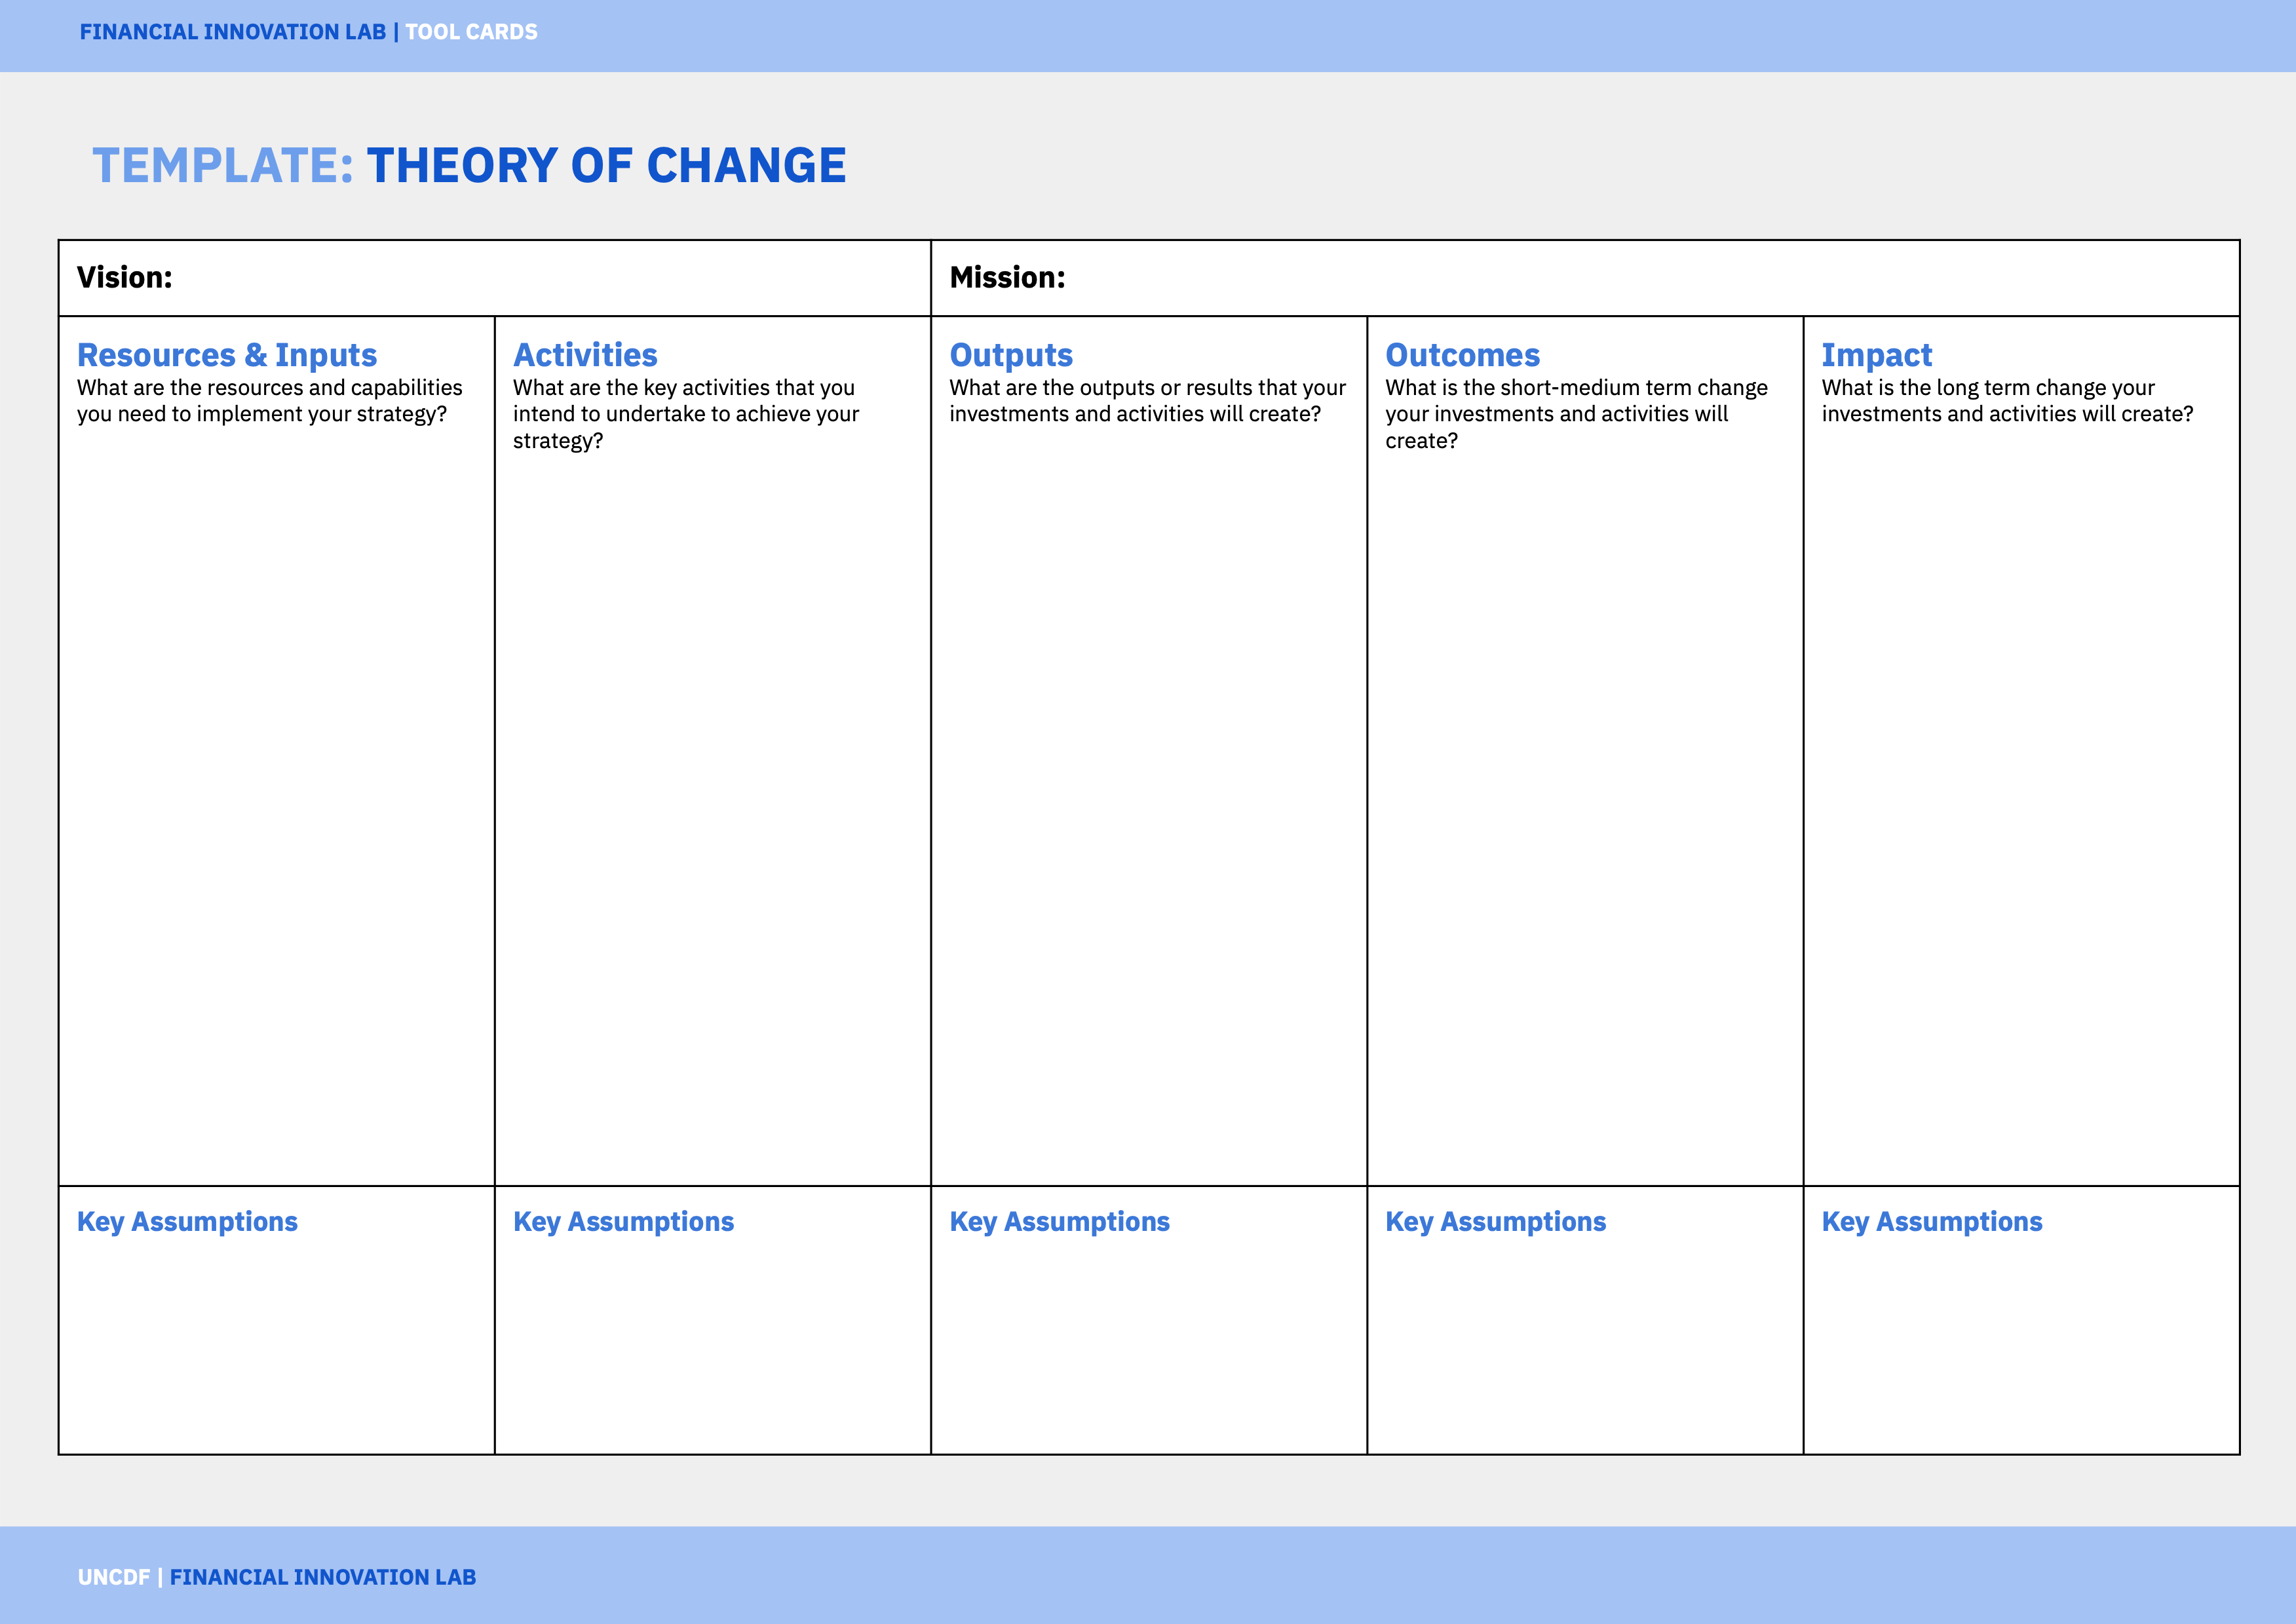 FINANCIAL INNOVATION LAB | TOOL CARDS
TEMPLATE: THEORY OF CHANGE
Vision:
Mission:
Resources & Inputs
What are the resources and capabilities
you need to implement your strategy?
Activities
What are the key activities that you
intend to undertake to achieve your
strategy?
Outputs
What are the outputs or results that your
investments and activities will create?
Outcomes
What is the short-medium term change
your investments and activities will
create?
Impact
What is the long term change your
investments and activities will create?
Key Assumptions
Key Assumptions
Key Assumptions
Key Assumptions
Key Assumptions
UNCDF | FINANCIAL INNOVATION LAB